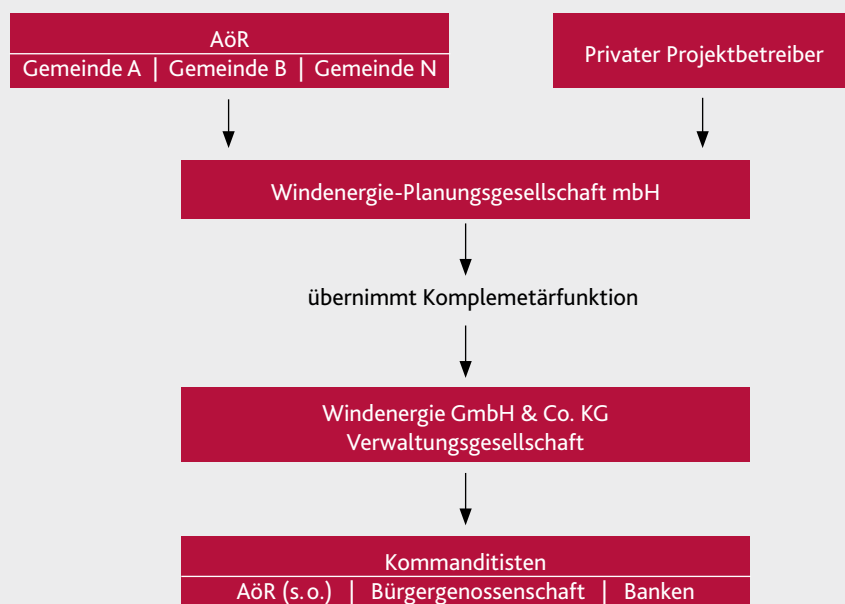 AöR
Gemeinde A | Gemeinde B | Gemeinde N
Privater Projektbetreiber
Windenergie-Planungsgesellschaft mbH
übernimmt Komplemetärfunktion
Windenergie GmbH & Co. KG
Verwaltungsgesellschaft
Kommanditisten
AöR (s. o.) | Bürgergenossenschaft | Banken